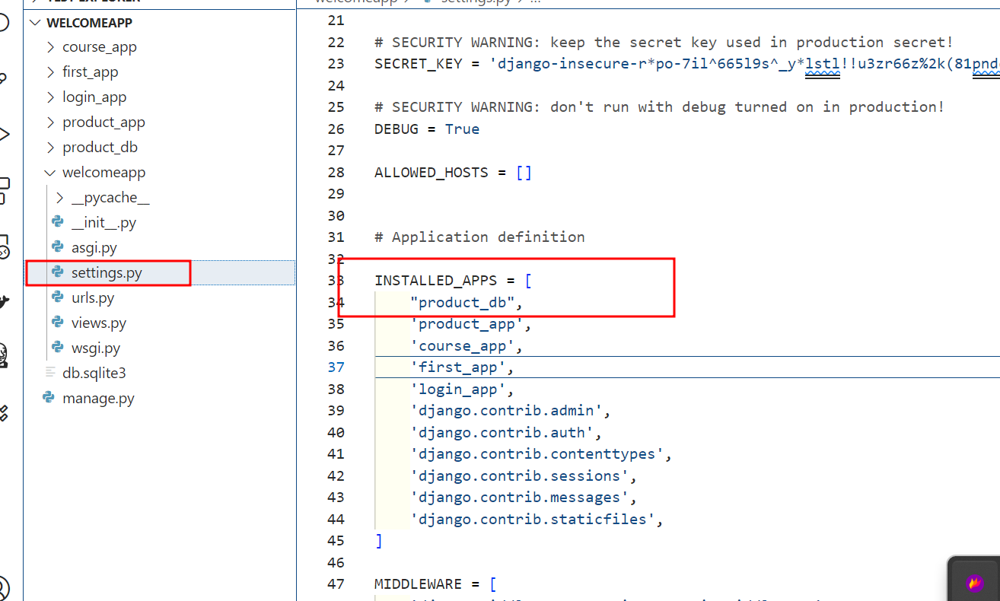 WELCOMEAPP
course_app
first_app
login_app
product_app
product_db
welcomeapp
__pycache__
__init__.py
asgi.py
settings.py
urls.py
views.py
wsgi.py
db.sqlite3
manage.py
21
22 # SECURITY WARNING: keep the secret key used in production secret!
23 SECRET_KEY = 'django-insecure-r*po-7il^665l9s^_y*lstl!!u3zr66z%2k(81pnd
24
25 # SECURITY WARNING: don't run with debug turned on in production!
26 DEBUG = True
27
28 ALLOWED_HOSTS = []
29
30
31 # Application definition
32
33 INSTALLED_APPS = [
34 "product_db",
35 'product_app',
36 'course_app',
37 'first_app',
38 'login_app',
39 'django.contrib.admin',
40 'django.contrib.auth',
41 'django.contrib.contenttypes',
42 'django.contrib.sessions',
43 'django.contrib.messages',
44 'django.contrib.staticfiles',
45 ]
46
47 MIDDLEWARE = [